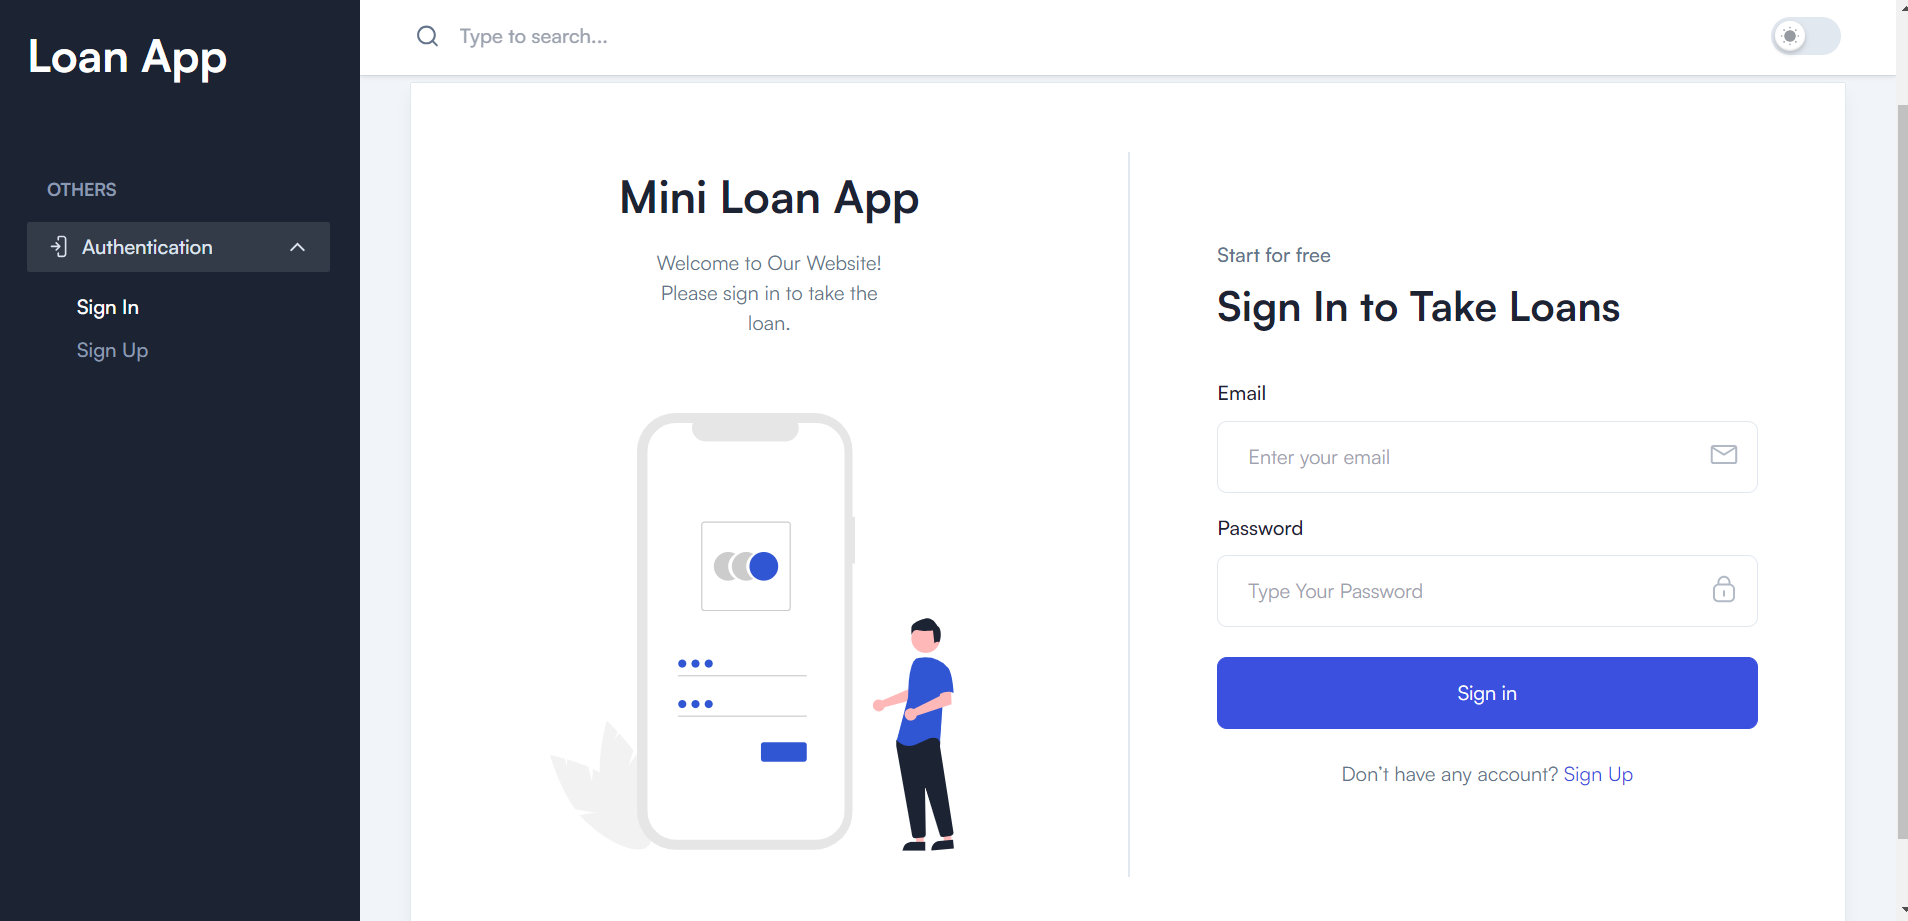 Loan App
OTHERS
Authentication
Sign In
Sign Up
Type to search...
Mini Loan App
Welcome to Our Website!
Please sign in to take the
loan.
Start for free
Sign In to Take Loans
Email
Enter your email
Password
Type Your Password
Sign in
Don’t have any account? Sign Up